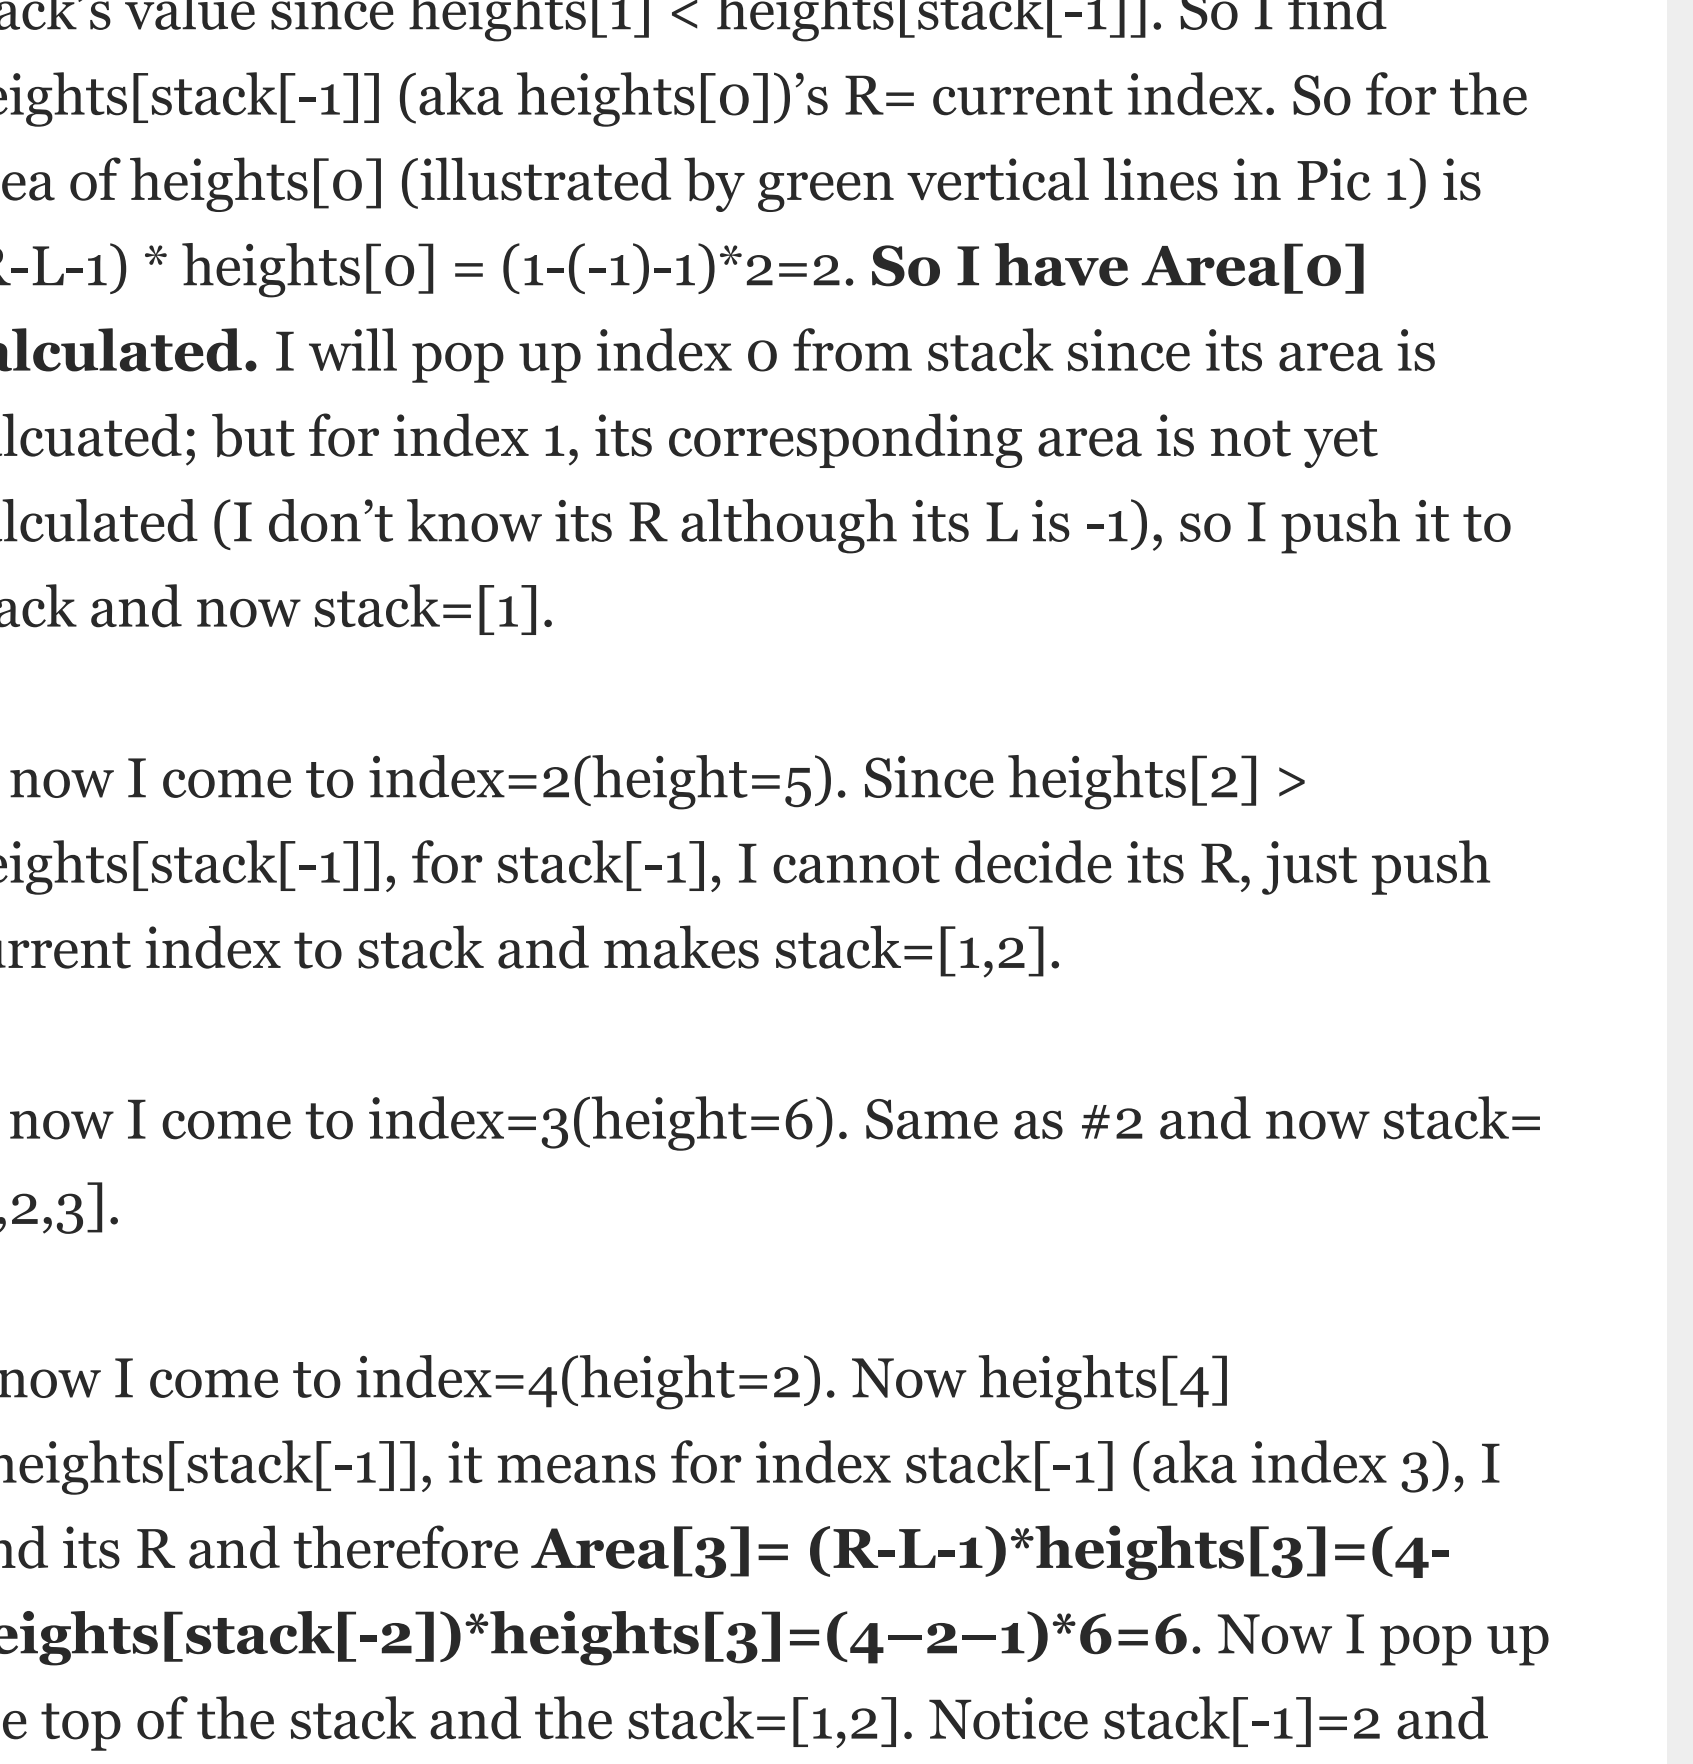 ack's value since heights[1] < heights[stack[-1]]. So I find
eights[stack[-1]] (aka heights[0])’s R= current index. So for the
ea of heights[0] (illustrated by green vertical lines in Pic 1) is
R-L-1) * heights[0] = (1-(-1)-1)*2=2. So I have Area[0]
alculated. I will pop up index 0 from stack since its area is
lcuated; but for index 1, its corresponding area is not yet
alculated (I don’t know its R although its L is -1), so I push it to
ack and now stack=[1].
now I come to index=2(height=5). Since heights[2] >
eights[stack[-1]], for stack[-1], I cannot decide its R, just push
urrent index to stack and makes stack=[1,2].
now I come to index=3(height=6). Same as #2 and now stack=
,2,3].
now I come to index=4(height=2). Now heights[4]
heights[stack[-1]], it means for index stack[-1] (aka index 3), I
nd its R and therefore Area[3]= (R-L-1)*heights[3]=(4-
eights[stack[-2])*heights[3]=(4–2–1)*6=6. Now I pop up
e top of the stack and the stack=[1,2]. Notice stack[-1]=2 and